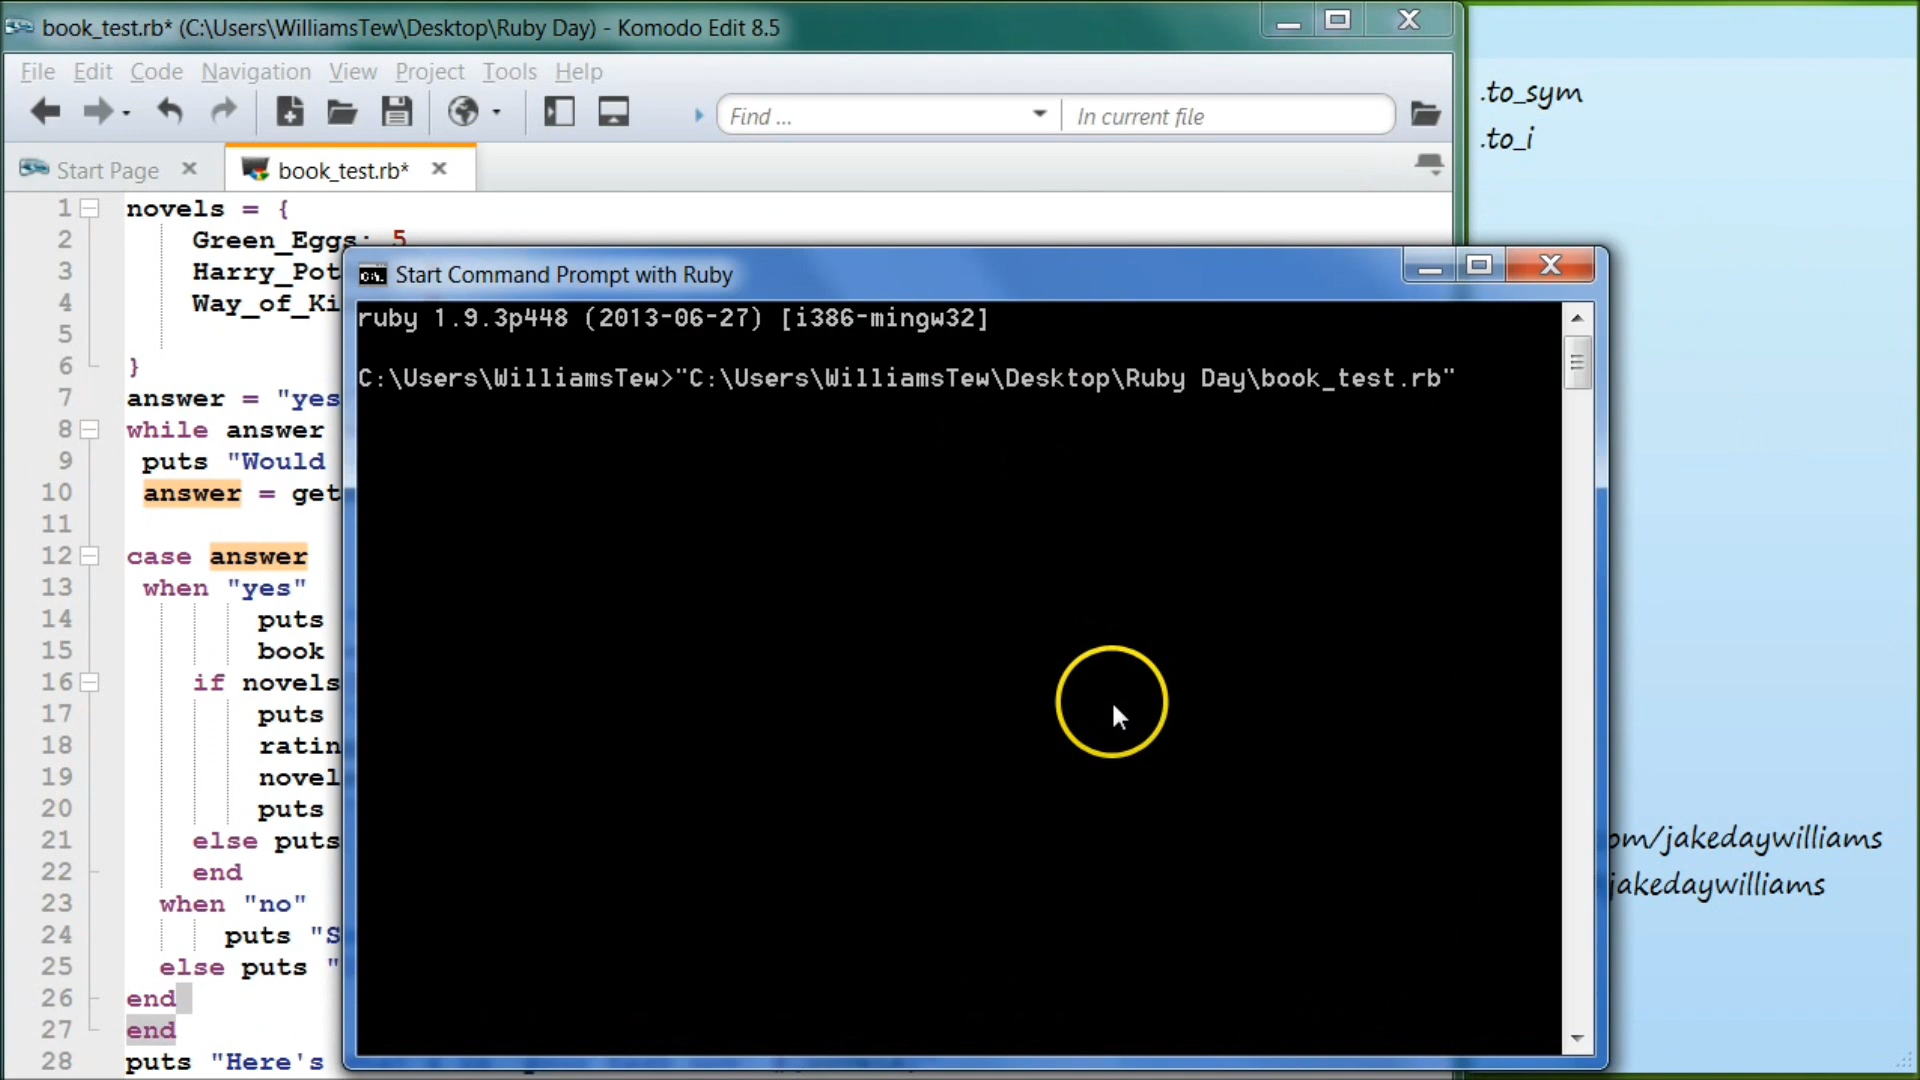 book_test.rb* (C:\Users\WilliamsTew\Desktop\Ruby Day) - Komodo Edit 8.5
File Edit Code Navigation View Project Tools Help
Find ... In current file
Start Page book_test.rb*
.to_sym
.to_i
1 novels = {
2 Green_Eggs: 5
3 Harry_Pot
4 Way_of_Ki
5
6 }
7 answer = "yes
8 while answer
9 puts "Would
10 answer = get
11
12 case answer
13 when "yes"
14 puts
15 book
16 if novels
17 puts
18 ratin
19 novel
20 puts
21 else puts
22 end
23 when "no"
24 puts "S
25 else puts "
26 end
27 end
28 puts "Here's
Start Command Prompt with Ruby
ruby 1.9.3p448 (2013-06-27) [i386-mingw32]
C:\Users\WilliamsTew>"C:\Users\WilliamsTew\Desktop\Ruby Day\book_test.rb"
om/jakedaywilliams
jakedaywilliams